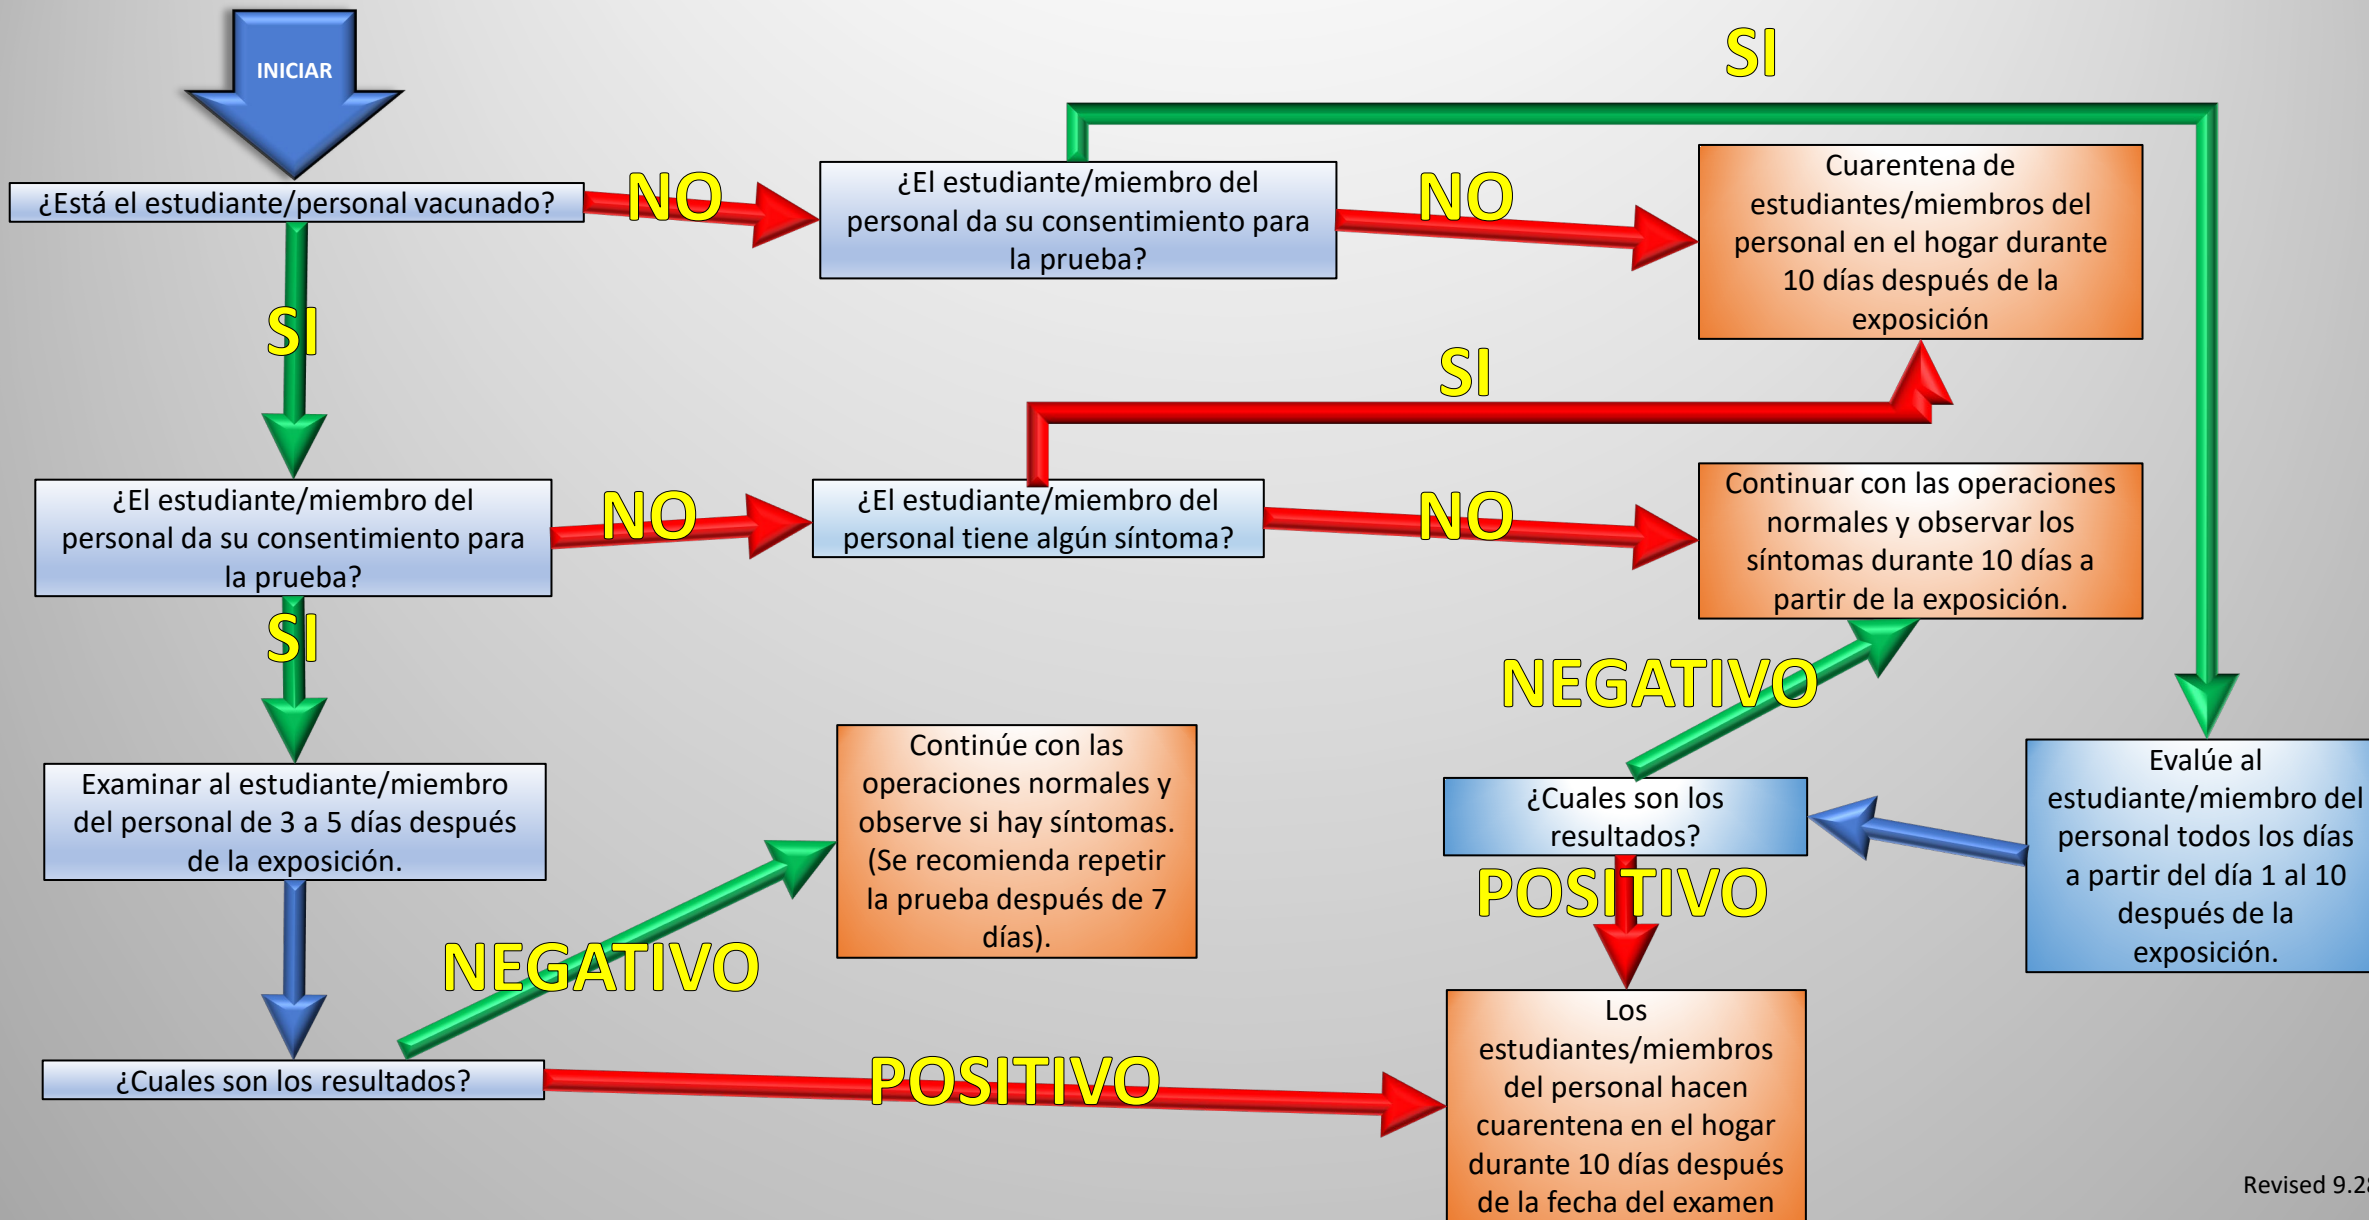 INICIAR
SI
¿Está el estudiante/personal vacunado?
NO
¿El estudiante/miembro del
personal da su consentimiento para
la prueba?
NO
Cuarentena de
estudiantes/miembros del
personal en el hogar durante
10 días después de la
exposición
SI
SI
¿El estudiante/miembro del
personal da su consentimiento para
la prueba?
NO
¿El estudiante/miembro del
personal tiene algún síntoma?
NO
Continuar con las operaciones
normales y observar los
síntomas durante 10 días a
partir de la exposición.
SI
NEGATIVO
Examinar al estudiante/miembro
del personal de 3 a 5 días después
de la exposición.
Continúe con las
operaciones normales y
observe si hay síntomas.
(Se recomienda repetir
la prueba después de 7
días).
¿Cuales son los
resultados?
Evalúe al
estudiante/miembro del
personal todos los días
a partir del día 1 al 10
después de la
exposición.
POSITIVO
NEGATIVO
¿Cuales son los resultados?
POSITIVO
Los
estudiantes/miembros
del personal hacen
cuarentena en el hogar
durante 10 días después
de la fecha del examen
Revised 9.28